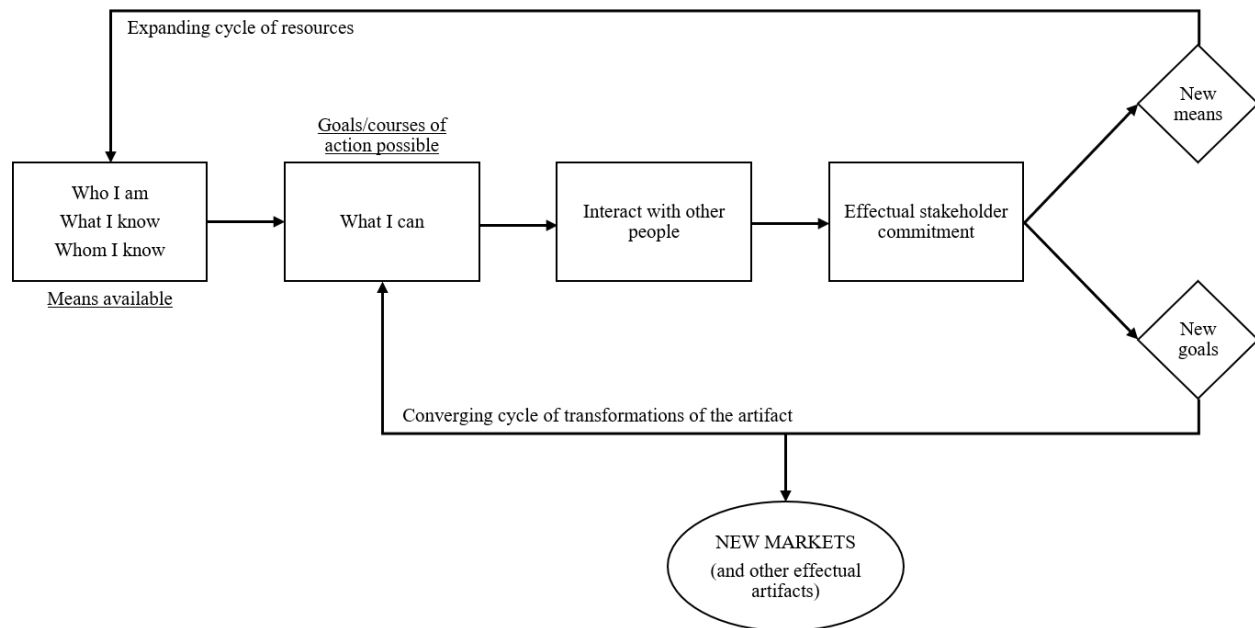 Expanding cycle of resources
New
means
Goals/courses of
action possible
Who I am
What I know
Whom I know
What I can
Interact with other
people
Effectual stakeholder
commitment
Means available
New
goals
Converging cycle of transformations of the artifact
NEW MARKETS
(and other effectual
artifacts)